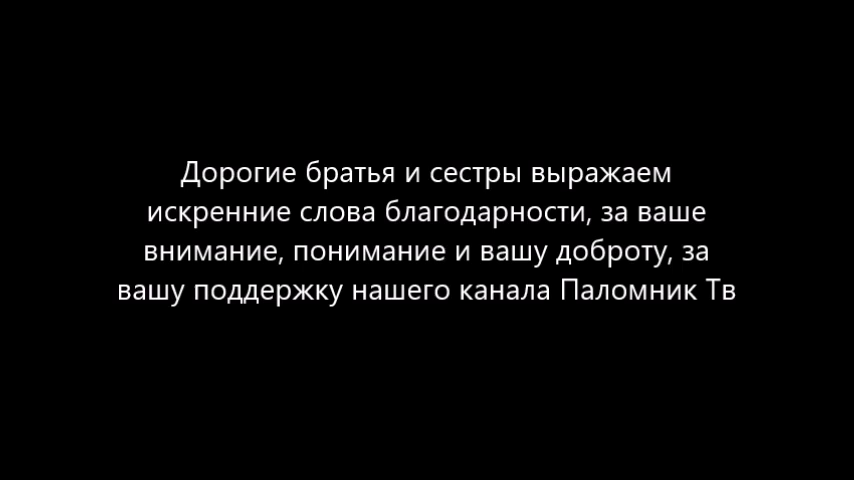 Дорогие братья и сестры выражаем
искренние слова благодарности, за ваше
внимание, понимание и вашу доброту, за
вашу поддержку нашего канала Паломник Тв